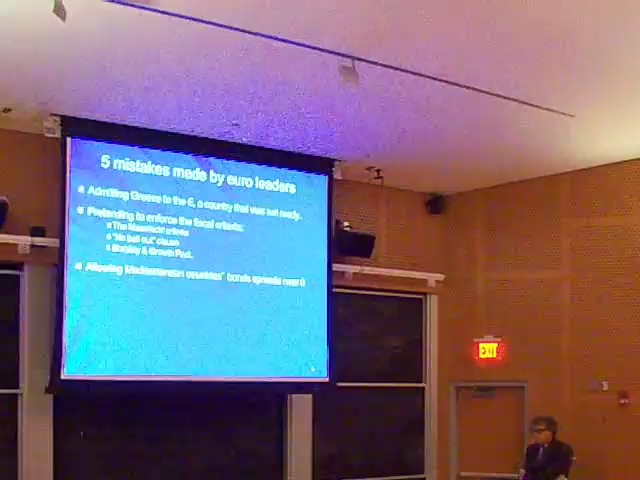 5 mistakes made by euro leaders
Admitting Greece to the €, a country that was not ready.
Pretending to enforce the fiscal criteria:
The Maastricht criteria
"No bail out" clause
Stability & Growth Pact.
Allowing Mediterranean countries' bonds spreads near 0
EXIT